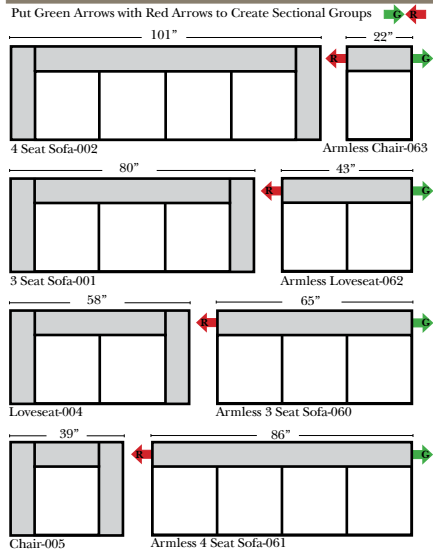 Put Green Arrows with Red Arrows to Create Sectional Groups G R
101” 22”
R G
4 Seat Sofa-002 Armless Chair-063
80” 43”
R G
3 Seat Sofa-001 Armless Loveseat-062
58” 65”
R G
Loveseat-004 Armless 3 Seat Sofa-060
39” 86”
R G
Chair-005 Armless 4 Seat Sofa-061